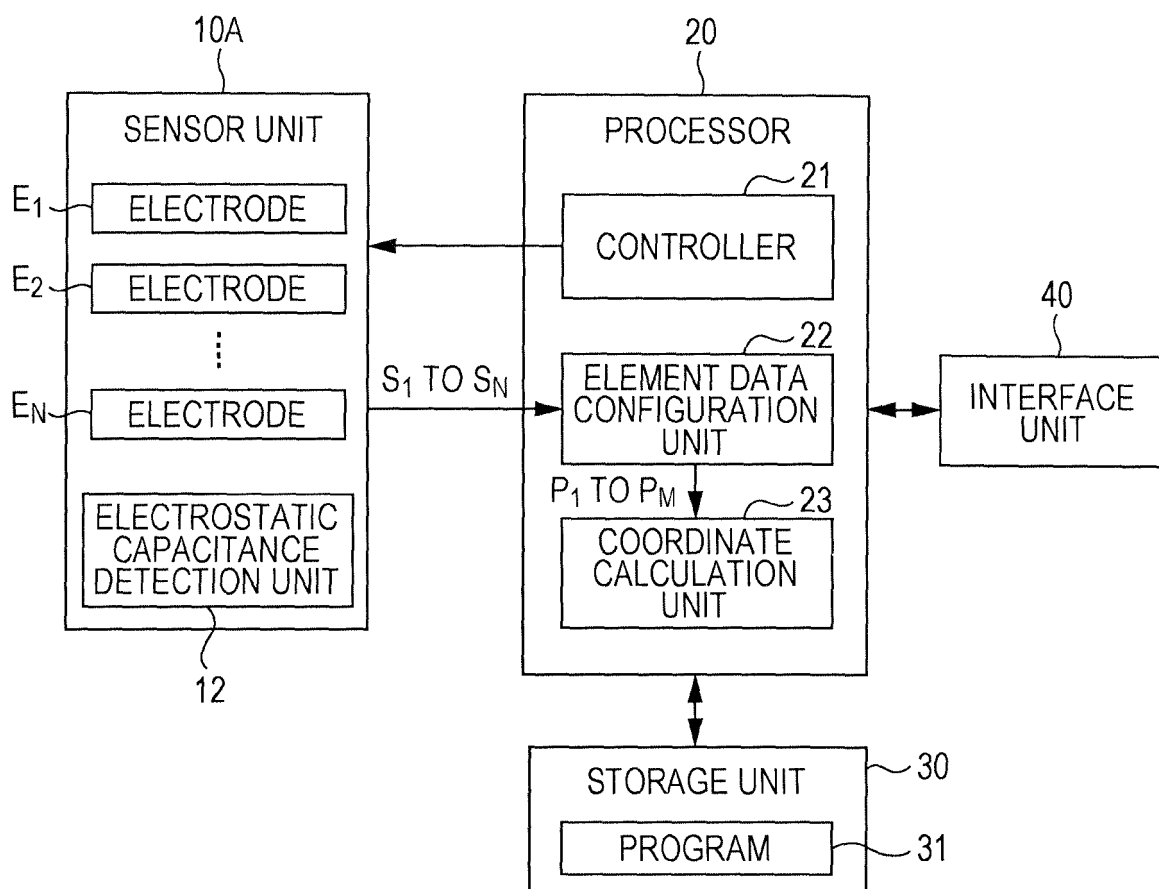 10A
SENSOR UNIT
E1
ELECTRODE
E2
ELECTRODE
EN
ELECTRODE
ELECTROSTATIC
CAPACITANCE
DETECTION UNIT
12
S1 TO SN
20
PROCESSOR
21
CONTROLLER
22
ELEMENT DATA
CONFIGURATION
UNIT
P1 TO PM
23
COORDINATE
CALCULATION
UNIT
40
INTERFACE
UNIT
30
STORAGE UNIT
PROGRAM
31